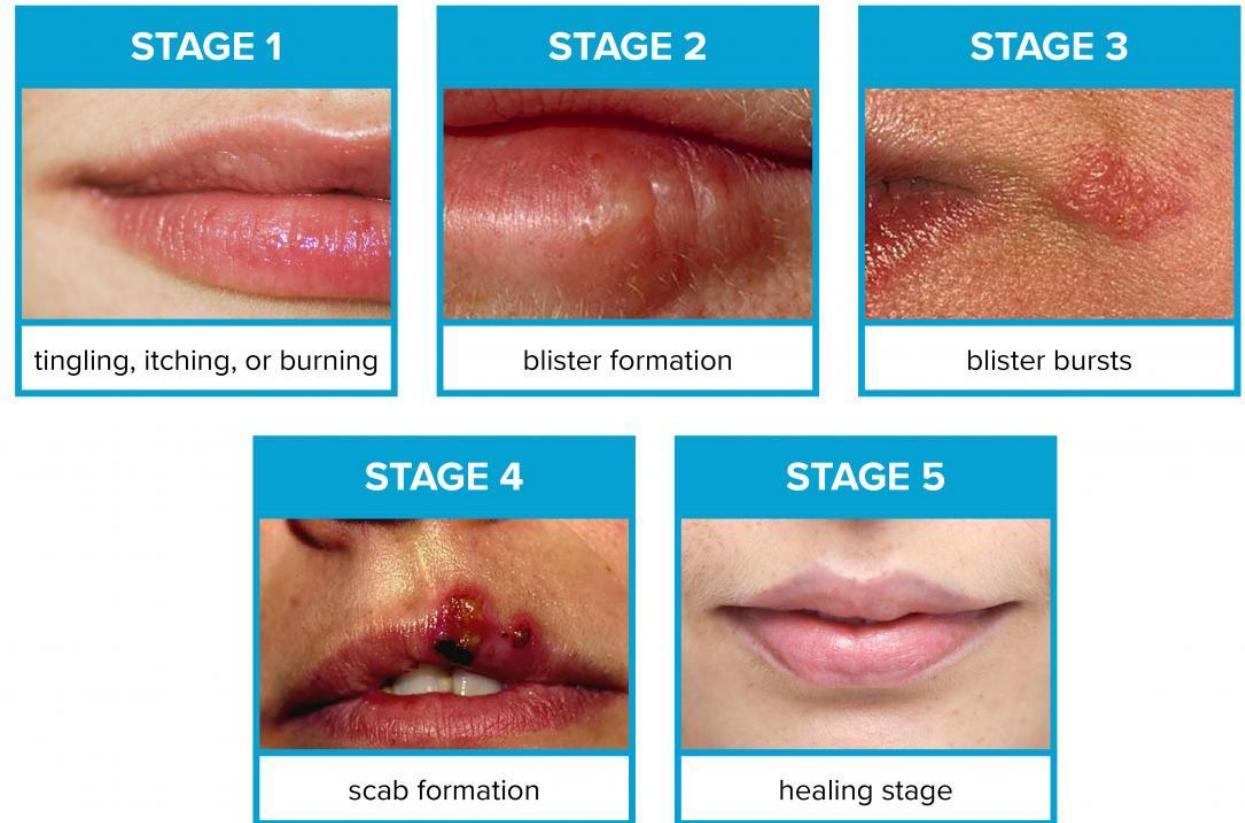 STAGE 1
tingling, itching, or burning
STAGE 2
blister formation
STAGE 3
blister bursts
STAGE 4
scab formation
STAGE 5
healing stage